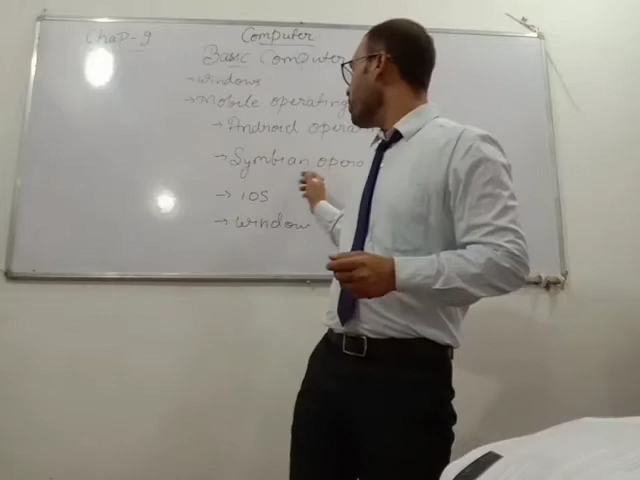 Chap-9
Computer
Basic Computer
→ windows
→ Mobile operating
→ Android opera
→ Symbian opera
→ iOS
→ window